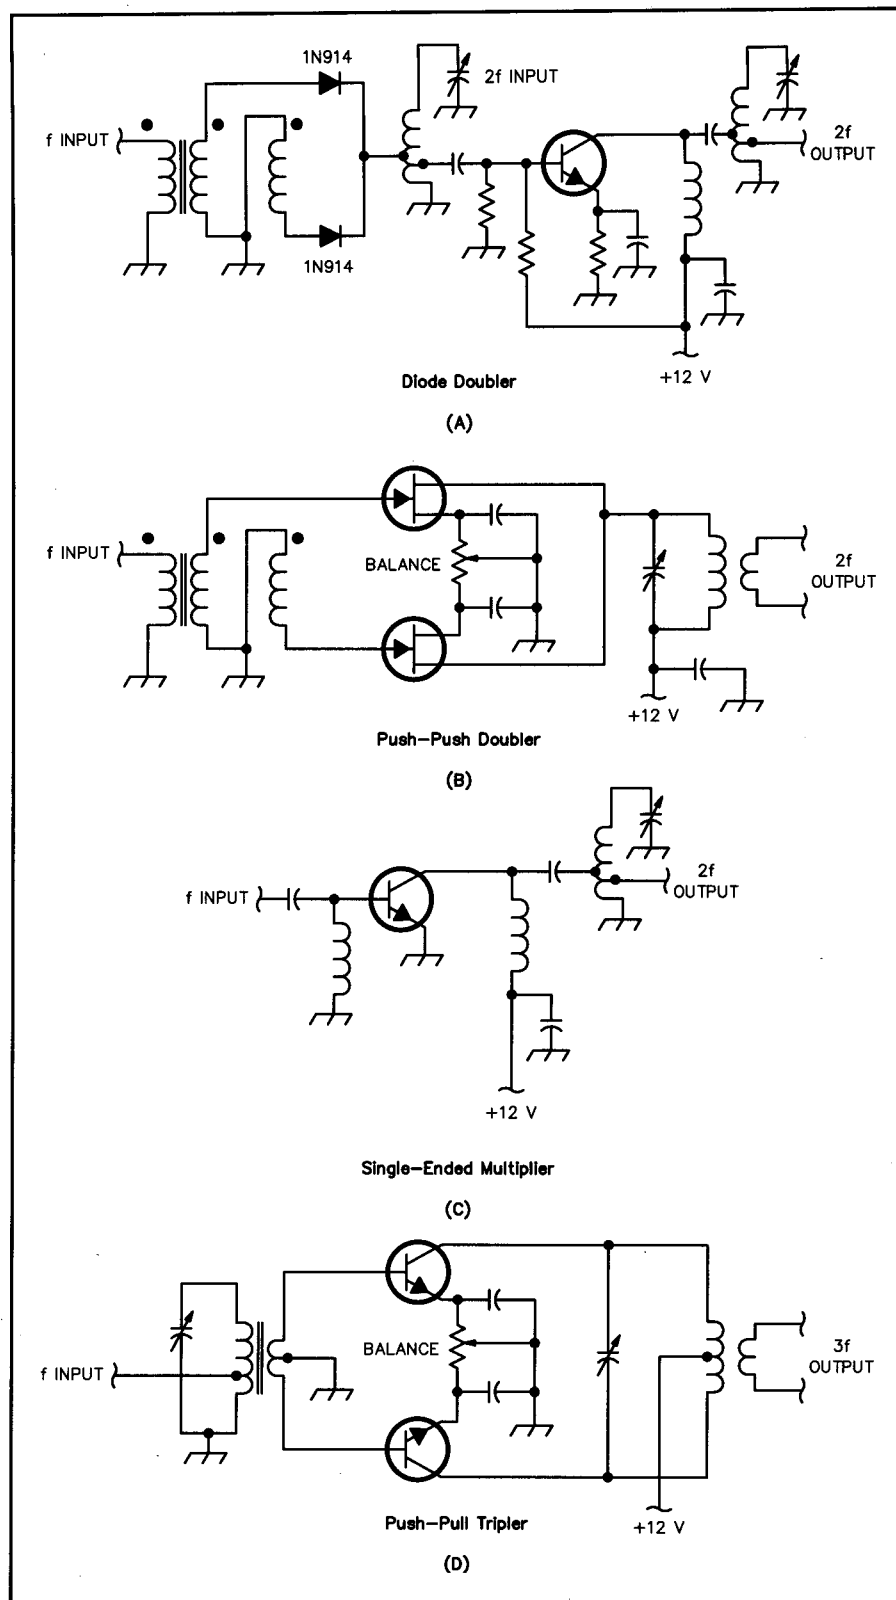 1N914
2f INPUT
f INPUT
2f
OUTPUT
1N914
+12 V
Diode Doubler
(A)
f INPUT
BALANCE
2f
OUTPUT
+12 V
Push-Push Doubler
(B)
f INPUT
2f
OUTPUT
+12 V
Single-Ended Multiplier
(C)
f INPUT
BALANCE
3f
OUTPUT
+12 V
Push-Pull Tripler
(D)